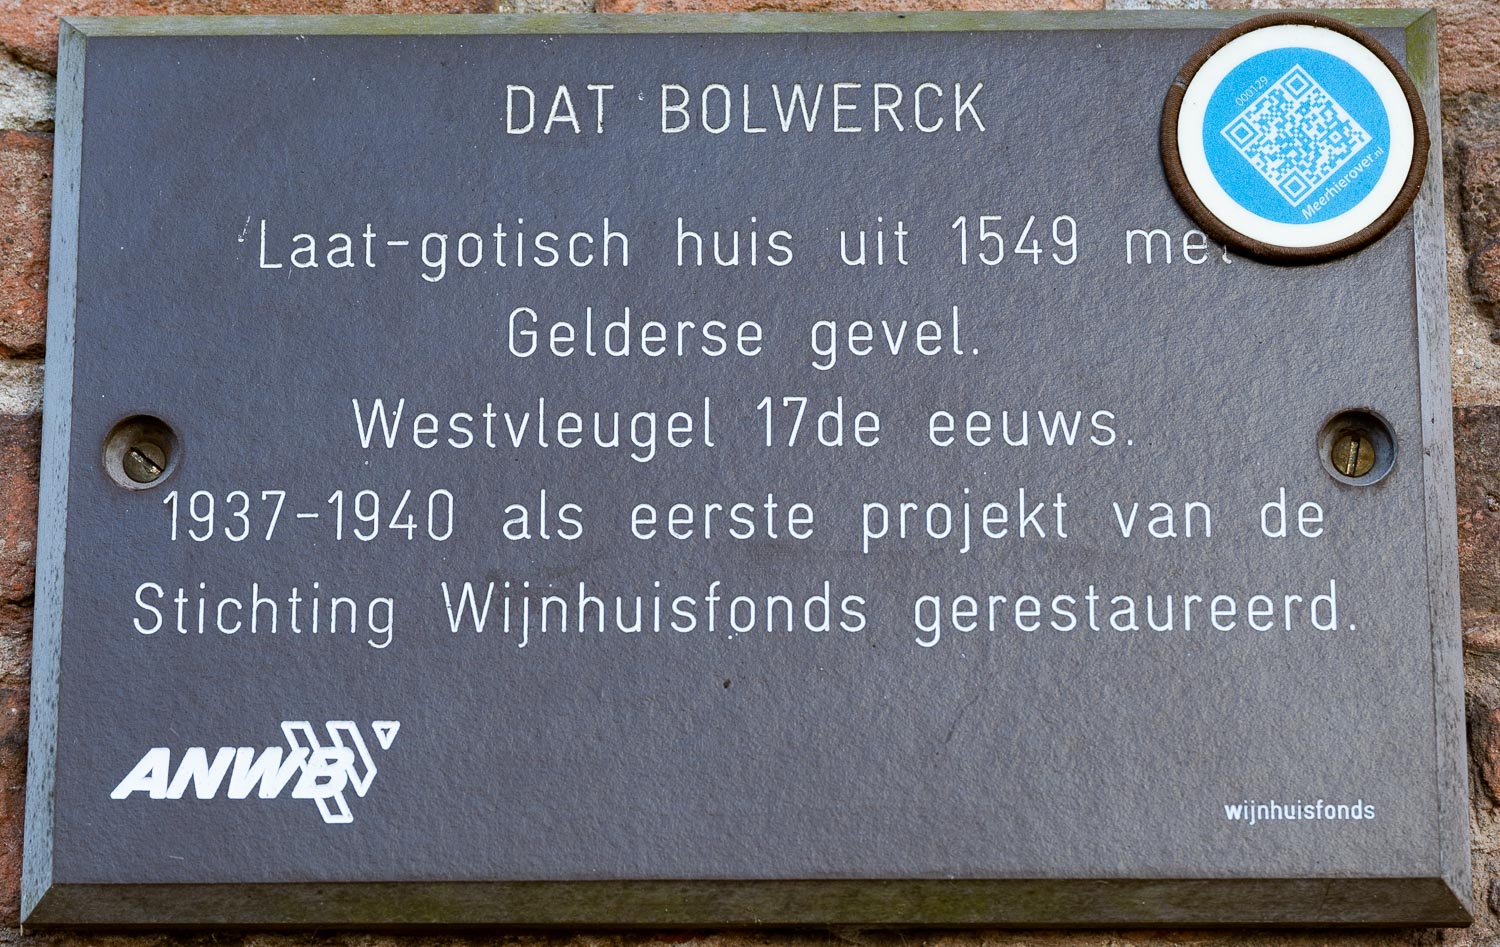 DAT BOLWERCK
000129
Meerhierover.nl
Laat-gotisch huis uit 1549 met
Gelderse gevel.
Westvleugel 17de eeuws.
1937-1940 als eerste projekt van de
Stichting Wijnhuisfonds gerestaureerd.
ANWB
wijnhuisfonds